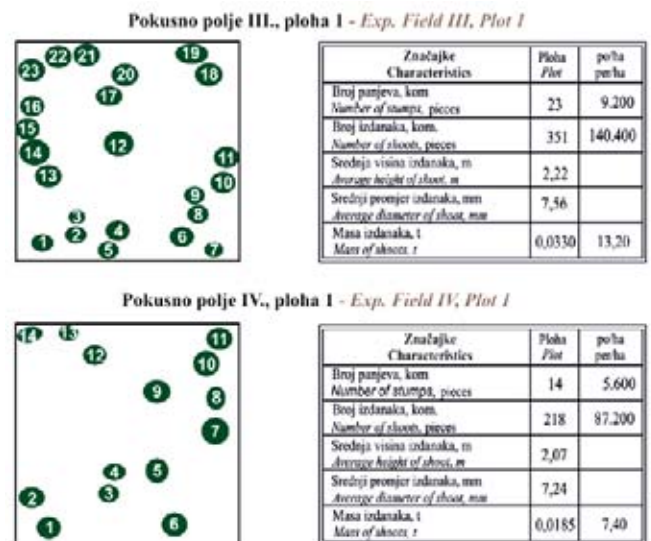 Pokusno polje III., ploha 1 - Exp. Field III, Plot 1
22 21 19
23 20 18
17
16
15
12
14
11
13
10
9
3 8
4
2 6
1 5 7
Značajke Ploha po/ha
Characteristics Plot per/ha
Broj panjeva, kom 23 9.200
Number of stumps, pieces
Broj izdanaka, kom. 351 140.400
Number of shoots, pieces
Srednja visina izdanaka, m 2,22
Average height of shoot, m
Srednji promjer izdanaka, mm 7,56
Average diameter of shoot, mm
Masa izdanaka, t 0,0330 13,20
Mass of shoots, t
Pokusno polje IV., ploha 1 - Exp. Field IV, Plot 1
14 13 11
12
10
9 8
7
4 5
3
2
1 6
Značajke Ploha po/ha
Characteristics Plot per/ha
Broj panjeva, kom 14 5.600
Number of stumps, pieces
Broj izdanaka, kom. 218 87.200
Number of shoots, pieces
Srednja visina izdanaka, m 2,07
Average height of shoot, m
Srednji promjer izdanaka, mm 7,24
Average diameter of shoot, mm
Masa izdanaka, t 0,0185 7,40
Mass of shoots, t